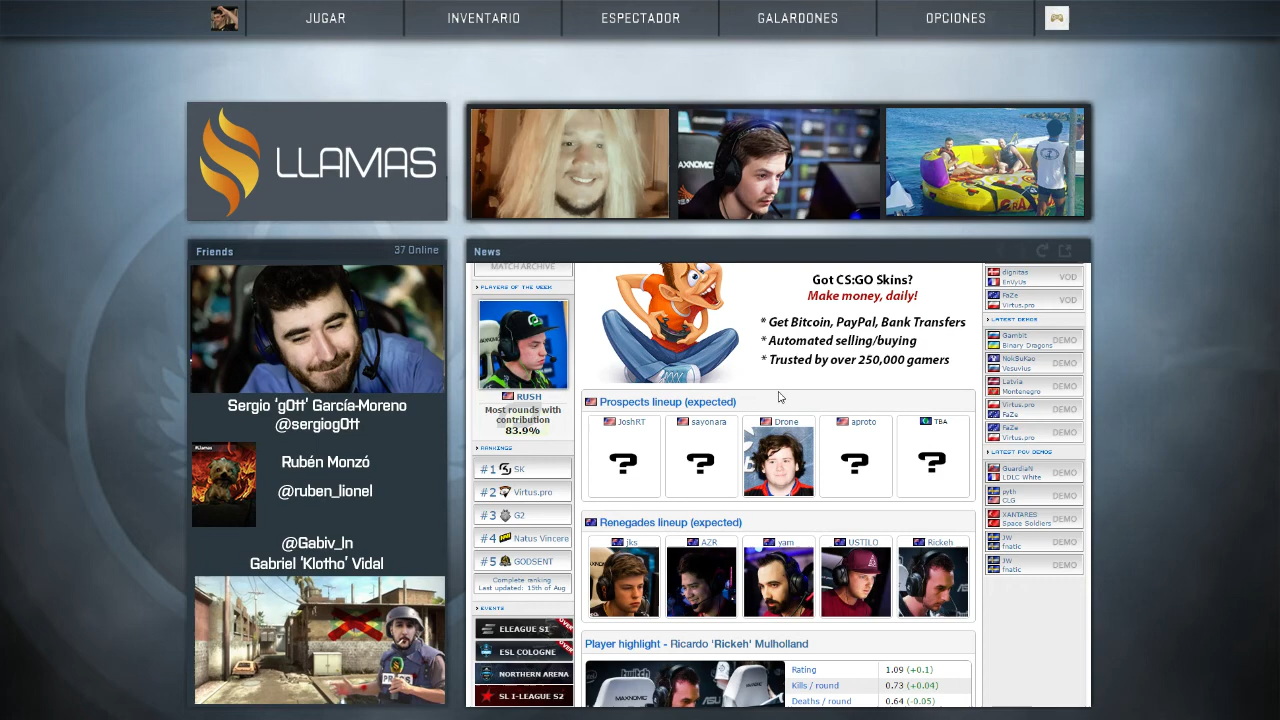 JUGAR
INVENTARIO
ESPECTADOR
GALARDONES
OPCIONES
LLAMAS
Friends
37 Online
Sergio 'g0tt' García-Moreno
@sergiog0tt
Rubén Monzó
@ruben_lionel
@Gabiv_In
Gabriel 'Klotho' Vidal
News
MATCH ARCHIVE
PLAYERS OF THE WEEK
RUSH
Most rounds with
contribution
83.9%
RANKINGS
#1 SK
#2 Virtus.pro
#3 G2
#4 Natus Vincere
#5 GODSENT
Complete ranking
Last updated: 15th of Aug
EVENTS
ELEAGUE S1 OVER
ESL COLOGNE OVER
NORTHERN ARENA
SL I-LEAGUE S2
Got CS:GO Skins?
Make money, daily!
* Get Bitcoin, PayPal, Bank Transfers
* Automated selling/buying
* Trusted by over 250,000 gamers
Prospects lineup (expected)
JoshRT
sayonara
Drone
aproto
TBA
? ? ? ?
Renegades lineup (expected)
jks
AZR
yam
USTILO
Rickeh
Player highlight - Ricardo 'Rickeh' Mulholland
Rating 1.09 (+0.1)
Kills / round 0.73 (+0.04)
Deaths / round 0.64 (-0.05)
dignitas
EnVyUs
VOD
FaZe
Virtus.pro
VOD
LATEST DEMOS
Gambit
Binary Dragons
DEMO
NokSuKao
Vesuvius
DEMO
Latvia
Montenegro
DEMO
Virtus.pro
FaZe
DEMO
FaZe
Virtus.pro
DEMO
LATEST POV DEMOS
GuardiaN
LDLC White
DEMO
pyth
CLG
DEMO
XANTARES
Space Soldiers
DEMO
JW
fnatic
DEMO
JW
fnatic
DEMO